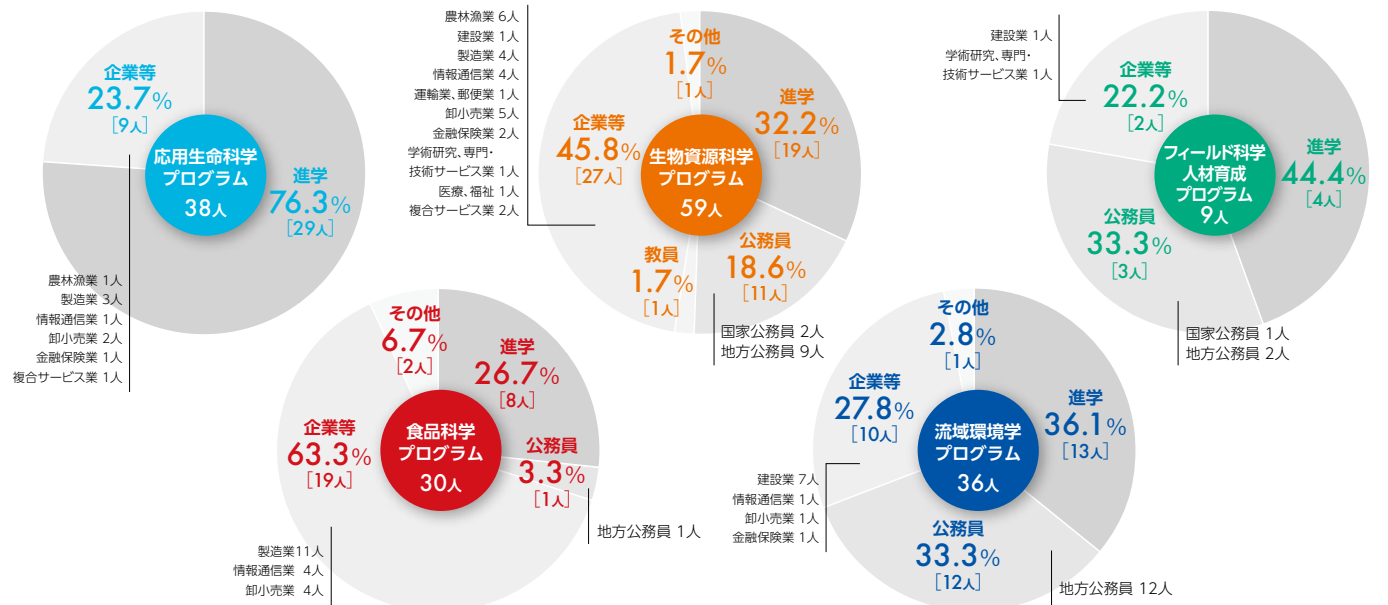 企業等
23.7%
[9人]
応用生命科学
プログラム
38人
進学
76.3%
[29人]
農林漁業 1人
製造業 3人
情報通信業 1人
卸小売業 2人
金融保険業 1人
複合サービス業 1人
農林漁業 6人
建設業 1人
製造業 4人
情報通信業 4人
運輸業、郵便業 1人
卸小売業 5人
金融保険業 2人
学術研究、専門・
技術サービス業 1人
医療、福祉 1人
複合サービス業 2人
その他
1.7%
[1人]
進学
32.2%
[19人]
企業等
45.8%
[27人]
生物資源科学
プログラム
59人
教員
1.7%
[1人]
公務員
18.6%
[11人]
国家公務員 2人
地方公務員 9人
建設業 1人
学術研究、専門・
技術サービス業 1人
企業等
22.2%
[2人]
フィールド科学
人材育成
プログラム
9人
進学
44.4%
[4人]
公務員
33.3%
[3人]
国家公務員 1人
地方公務員 2人
その他
6.7%
[2人]
進学
26.7%
[8人]
企業等
63.3%
[19人]
食品科学
プログラム
30人
公務員
3.3%
[1人]
地方公務員 1人
製造業11人
情報通信業 4人
卸小売業 4人
その他
2.8%
[1人]
企業等
27.8%
[10人]
流域環境学
プログラム
36人
進学
36.1%
[13人]
建設業 7人
情報通信業 1人
卸小売業 1人
金融保険業 1人
公務員
33.3%
[12人]
地方公務員 12人